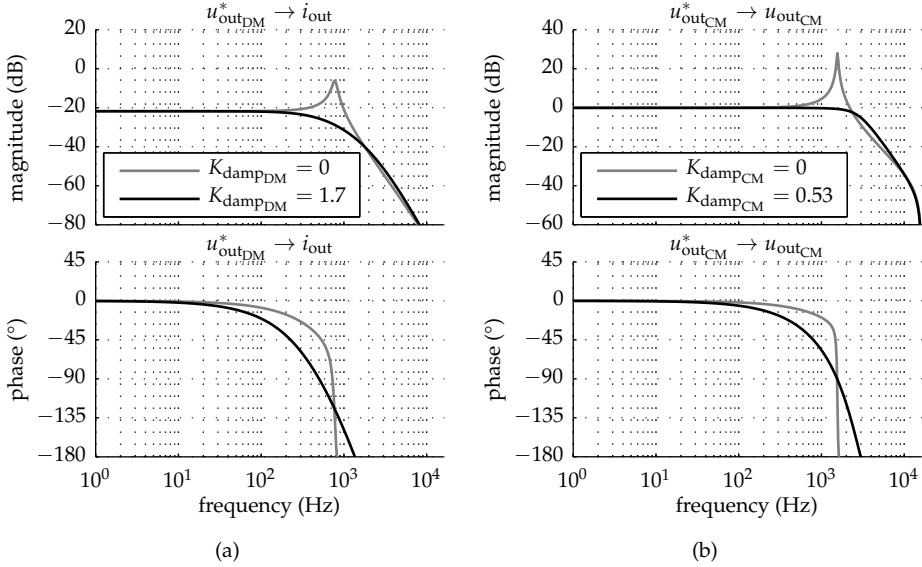 u*outDM → iout
20
0
−20
−40
−60
−80
magnitude (dB)
KdampDM = 0
KdampDM = 1.7
u*outDM → iout
45
0
−45
−90
−135
−180
phase (°)
10^0 10^1 10^2 10^3 10^4
frequency (Hz)
(a)
u*outCM → uoutCM
40
20
0
−20
−40
−60
magnitude (dB)
KdampCM = 0
KdampCM = 0.53
u*outCM → uoutCM
45
0
−45
−90
−135
−180
phase (°)
10^0 10^1 10^2 10^3 10^4
frequency (Hz)
(b)